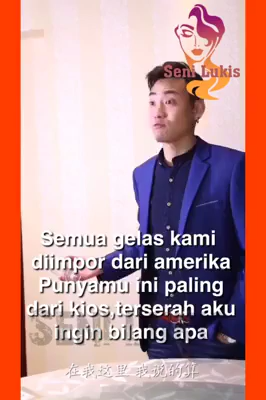 Seni Lukis
Semua gelas kami
diimpor dari amerika
Punyamu ini paling
dari kios,terserah aku
ingin bilang apa
在我这里 我说的算